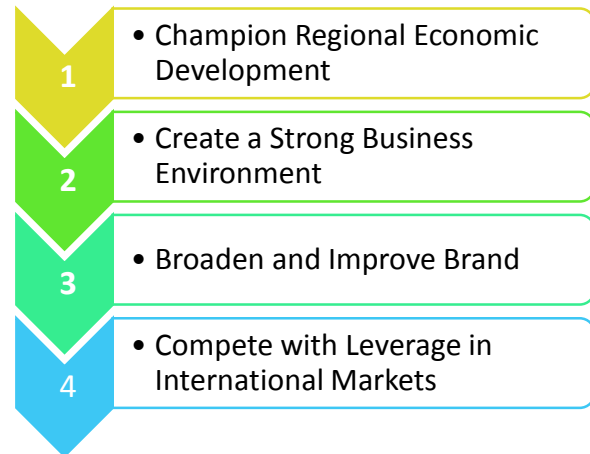 1
• Champion Regional Economic
Development
2
• Create a Strong Business
Environment
3
• Broaden and Improve Brand
4
• Compete with Leverage in
International Markets